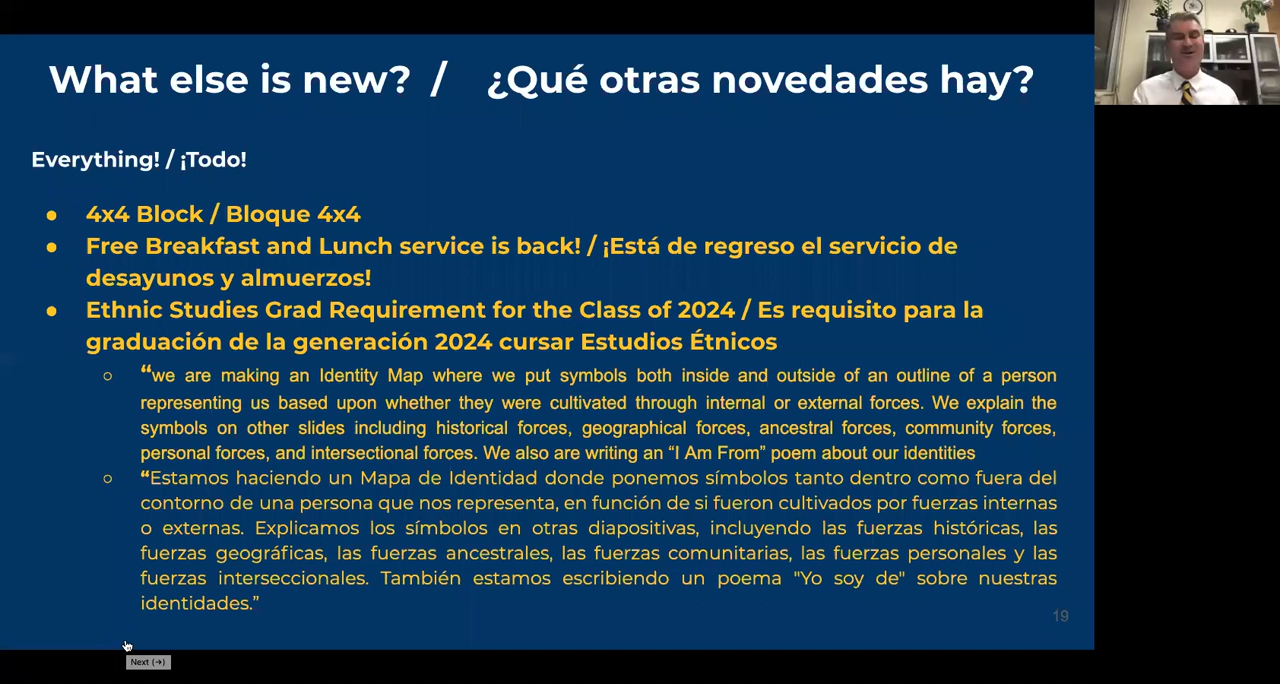 What else is new? / ¿Qué otras novedades hay?
Everything! / ¡Todo!
● 4x4 Block / Bloque 4x4
● Free Breakfast and Lunch service is back! / ¡Está de regreso el servicio de
desayunos y almuerzos!
● Ethnic Studies Grad Requirement for the Class of 2024 / Es requisito para la
graduación de la generación 2024 cursar Estudios Étnicos
○ “we are making an Identity Map where we put symbols both inside and outside of an outline of a person
representing us based upon whether they were cultivated through internal or external forces. We explain the
symbols on other slides including historical forces, geographical forces, ancestral forces, community forces,
personal forces, and intersectional forces. We also are writing an “I Am From” poem about our identities
○ “Estamos haciendo un Mapa de Identidad donde ponemos símbolos tanto dentro como fuera del
contorno de una persona que nos representa, en función de si fueron cultivados por fuerzas internas
o externas. Explicamos los símbolos en otras diapositivas, incluyendo las fuerzas históricas, las
fuerzas geográficas, las fuerzas ancestrales, las fuerzas comunitarias, las fuerzas personales y las
fuerzas interseccionales. También estamos escribiendo un poema "Yo soy de" sobre nuestras
identidades.”
19
Next (→)